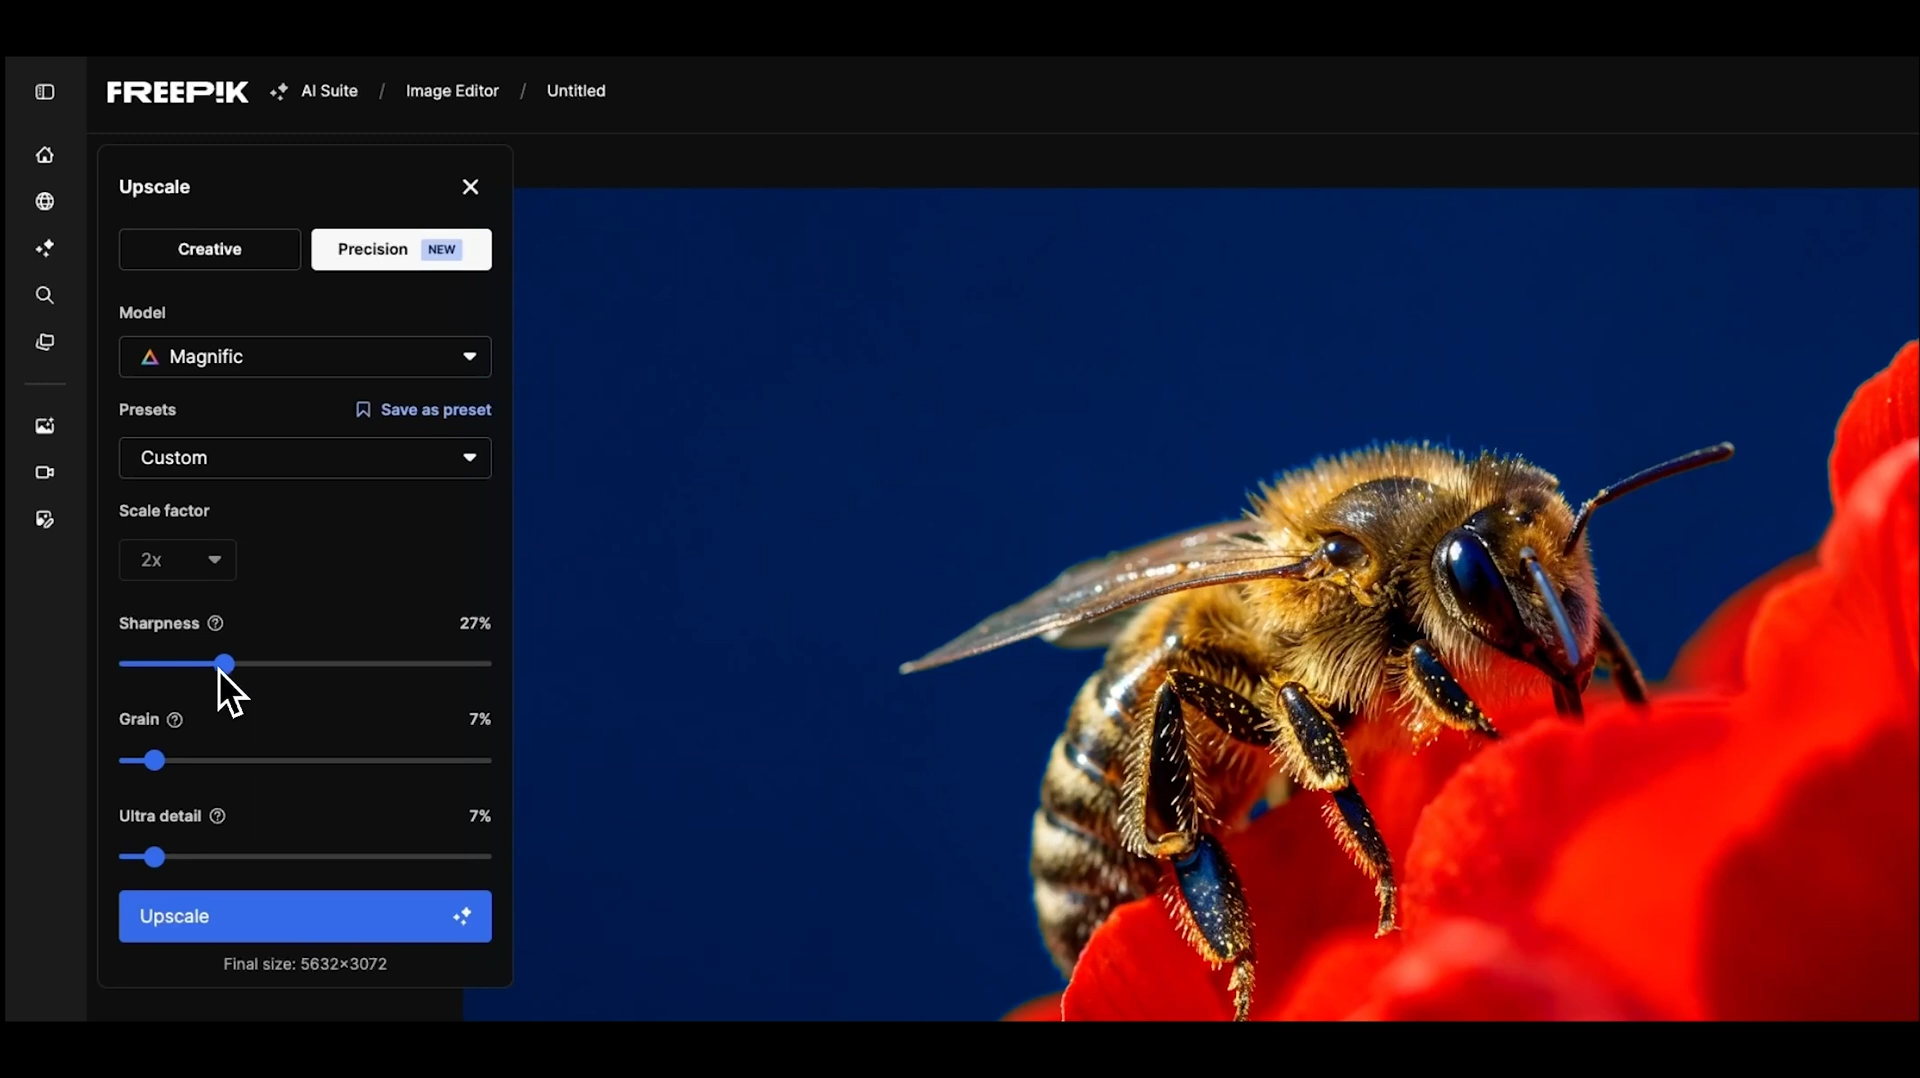 FREEP!K AI Suite / Image Editor / Untitled
Upscale
Creative
Precision NEW
Model
Magnific
Presets
Save as preset
Custom
Scale factor
2x
Sharpness
27%
Grain
7%
Ultra detail
7%
Upscale
Final size: 5632×3072